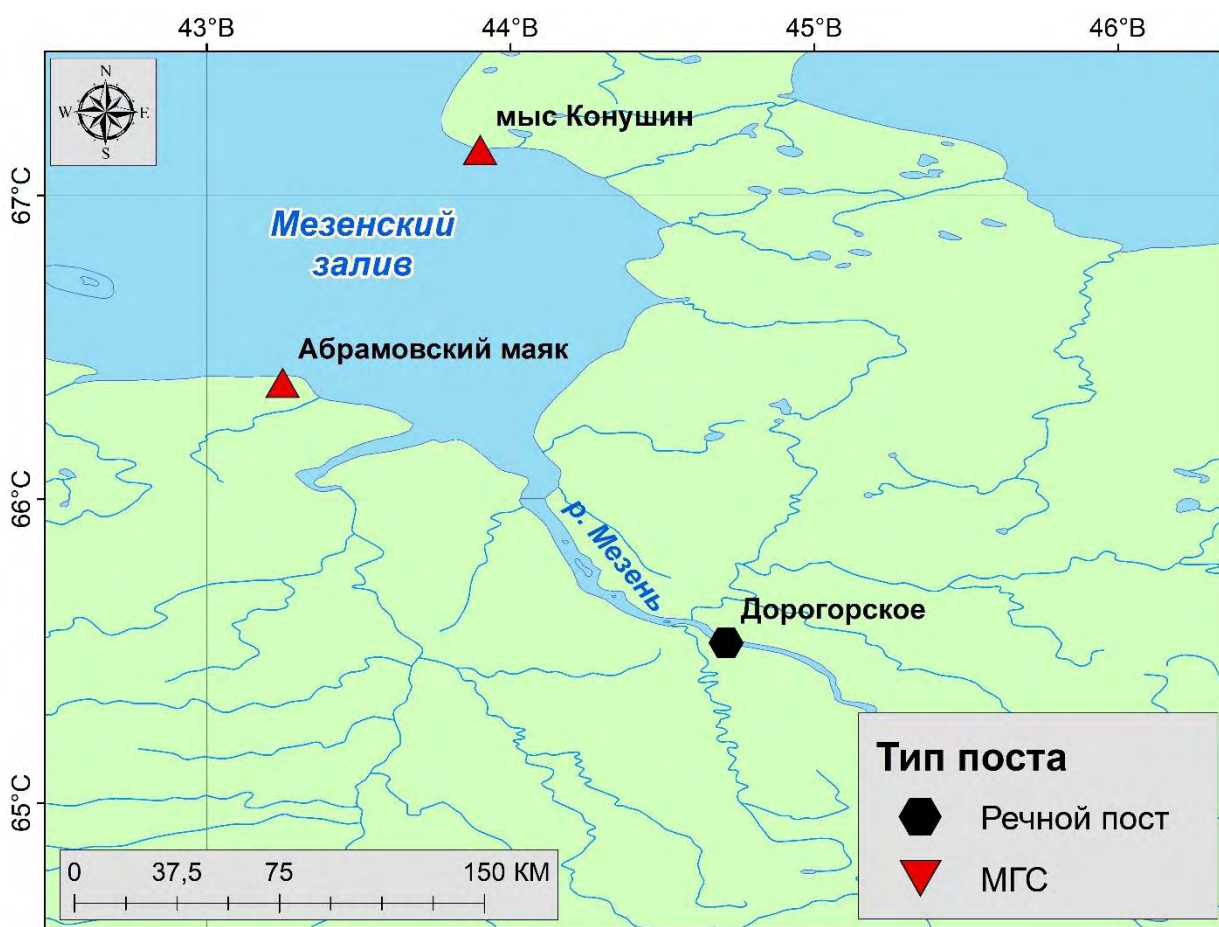 43°В 44°В 45°В 46°В
N
W E
S
мыс Конушин
67°С
Мезенский
залив
Абрамовский маяк
66°С
р. Мезень
Дорогорское
65°С
Тип поста
Речной пост
МГС
0 37,5 75 150 КМ